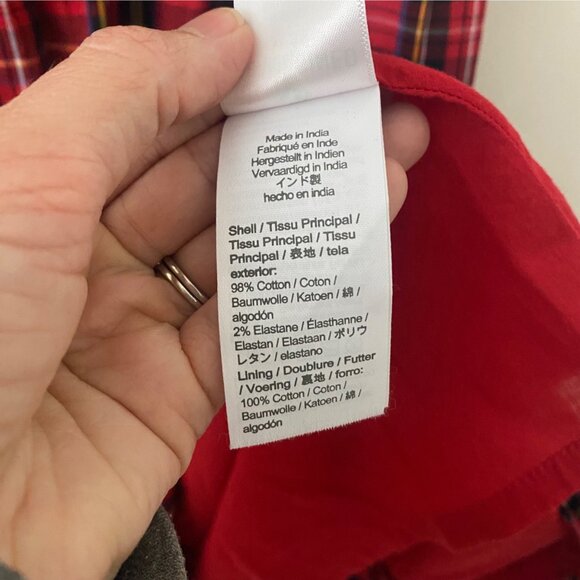 Made in India
Fabriqué en Inde
Hergestellt in Indien
Vervaardigd in India
インド製
hecho en india
Shell / Tissu Principal /
Tissu Principal / Tissu
Principal / 表地 / tela
exterior:
98% Cotton / Coton /
Baumwolle / Katoen / 綿 /
algodón
2% Elastane / Élasthanne /
Elastan / Elastaan / ポリウ
レタン / elastano
Lining / Doublure / Futter
/ Voering / 裏地 / forro:
100% Cotton / Coton /
Baumwolle / Katoen / 綿 /
algodón